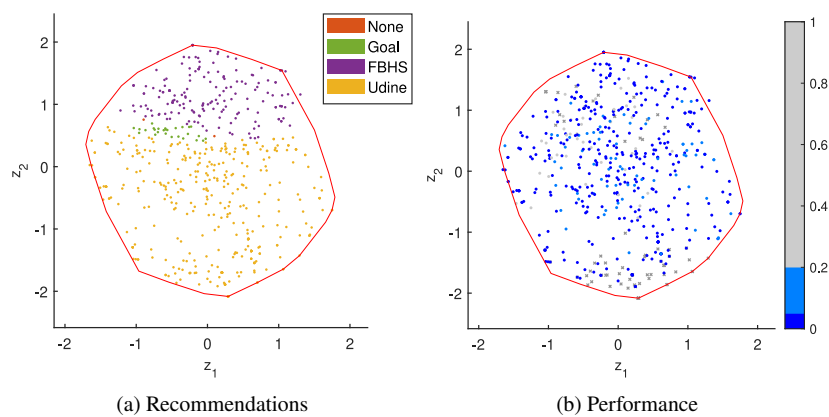 None
Goal
FBHS
Udine
2
1
0
-1
-2
z2
-2 -1 0 1 2
z1
(a) Recommendations
2
1
0
-1
-2
z2
-2 -1 0 1 2
z1
1
0.8
0.6
0.4
0.2
0
(b) Performance